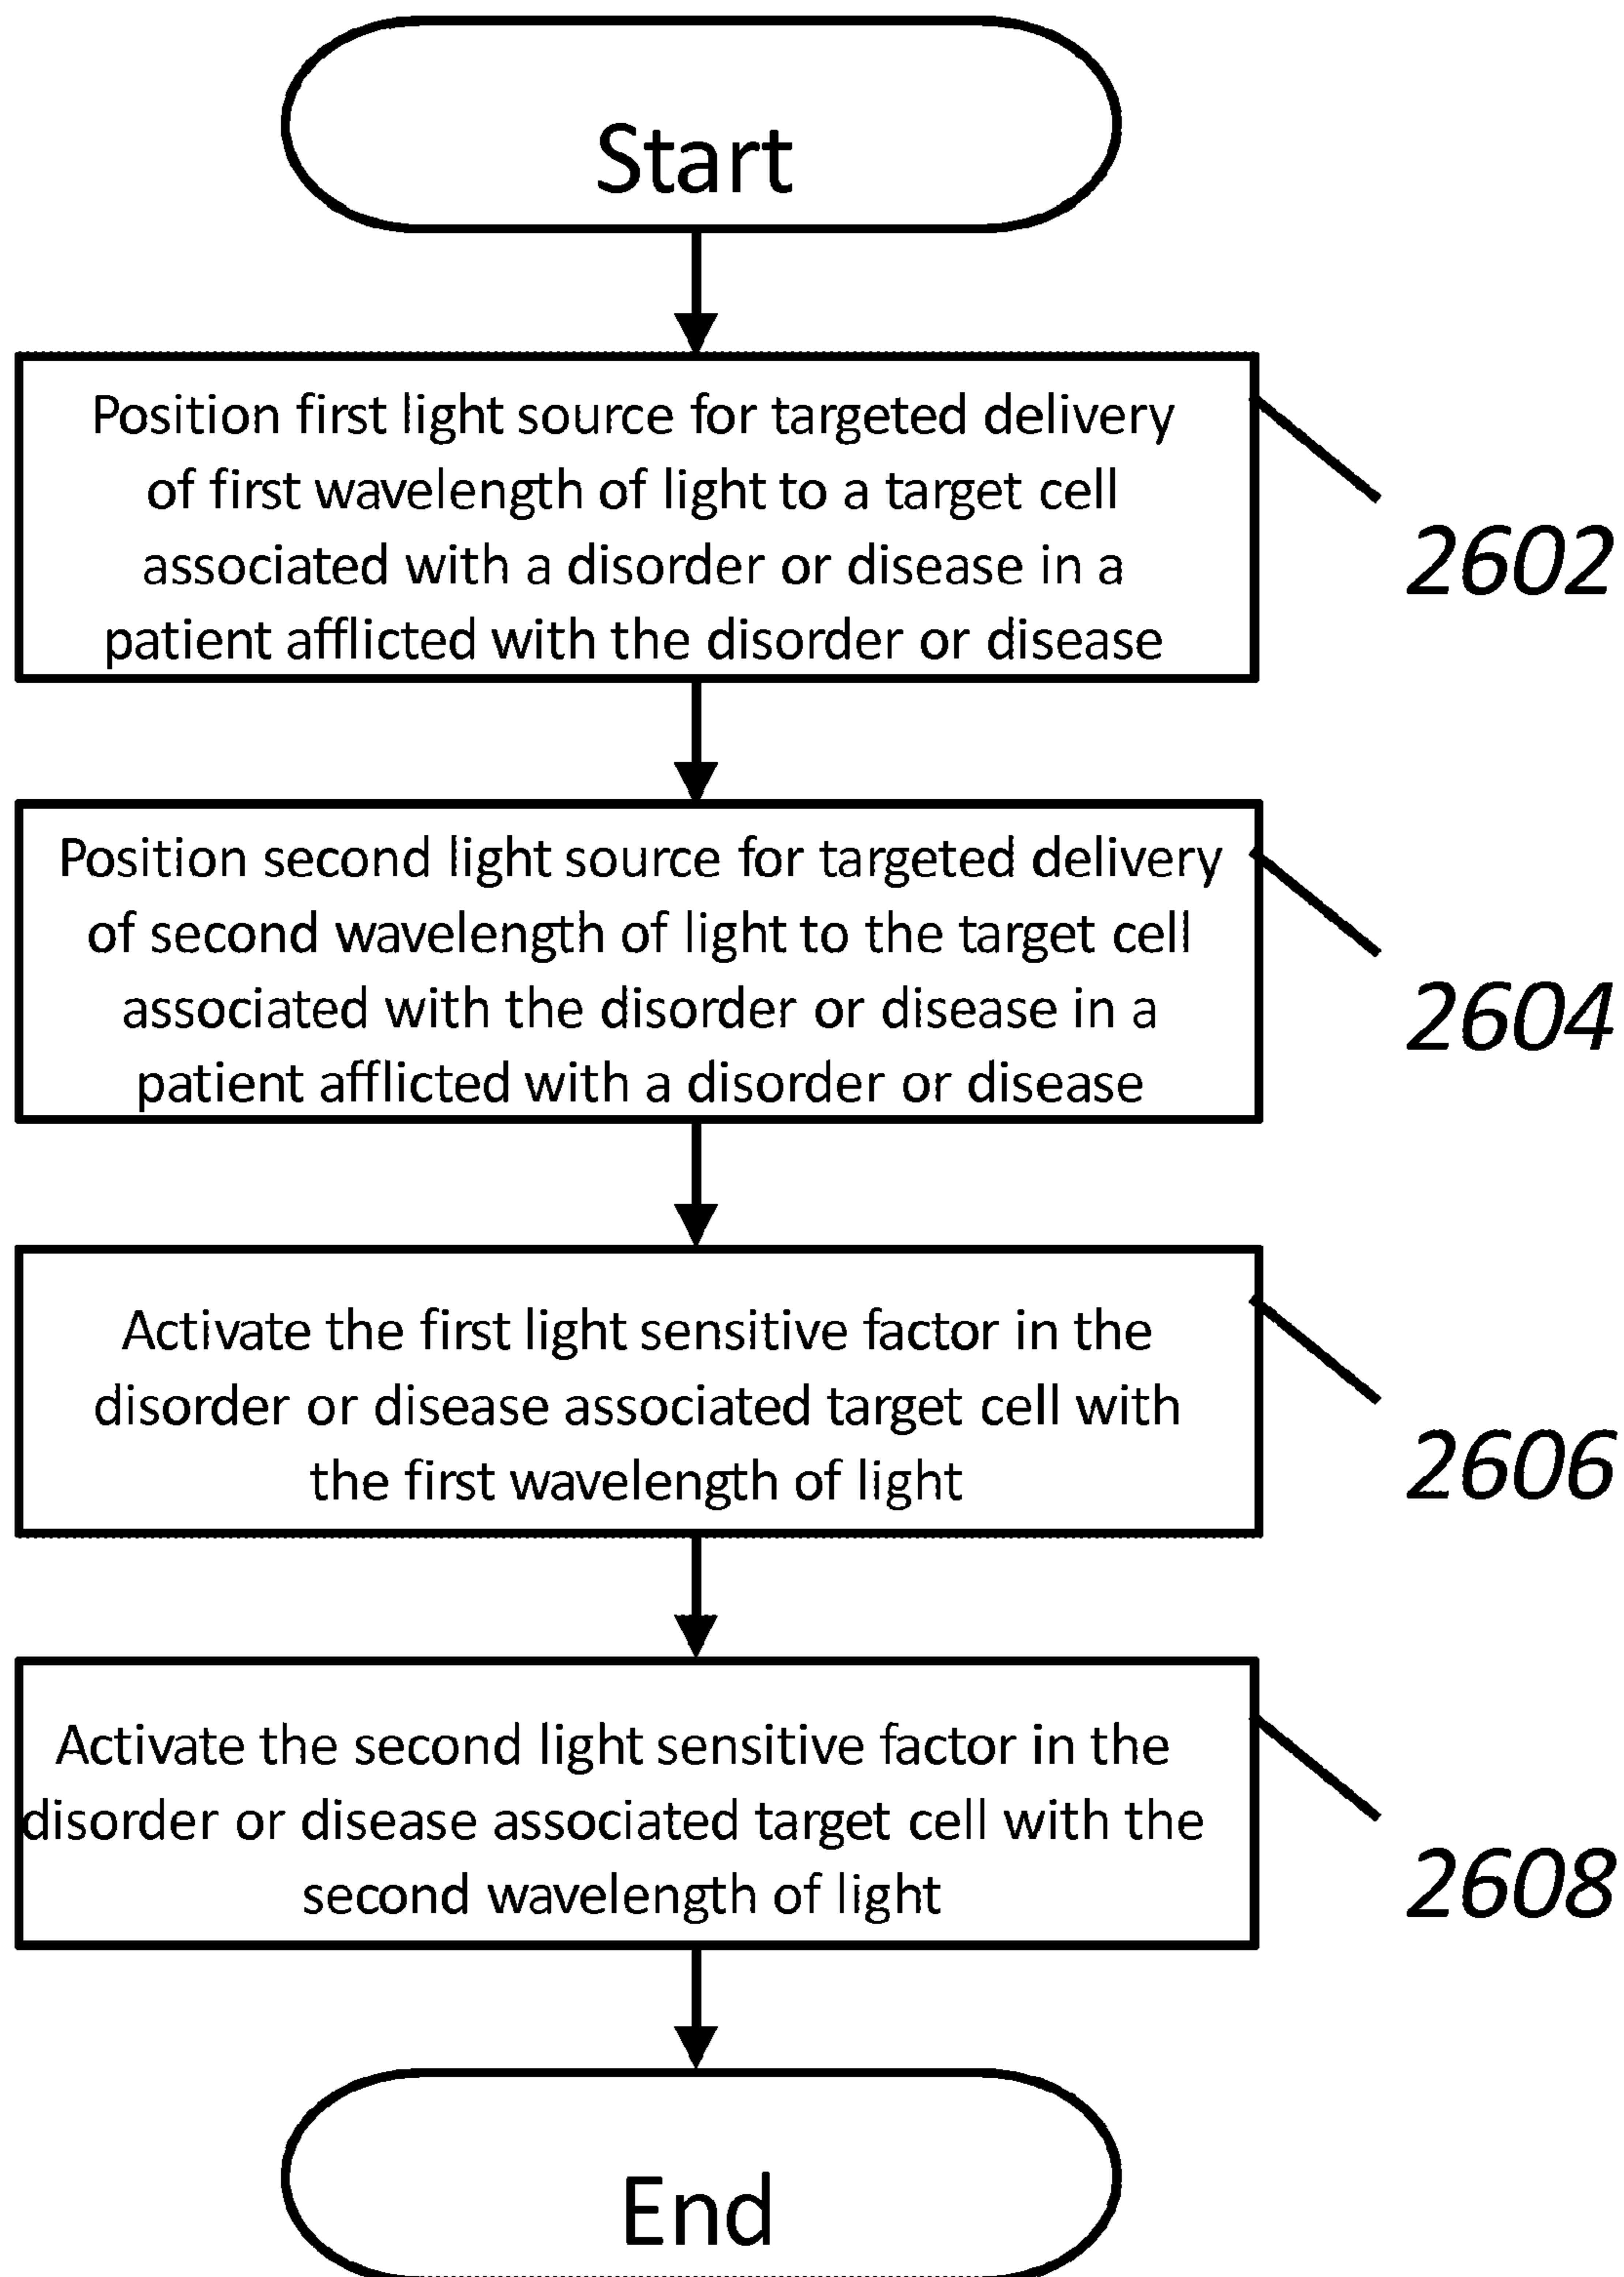 Start
Position first light source for targeted delivery
of first wavelength of light to a target cell
associated with a disorder or disease in a
patient afflicted with the disorder or disease
2602
Position second light source for targeted delivery
of second wavelength of light to the target cell
associated with the disorder or disease in a
patient afflicted with a disorder or disease
2604
Activate the first light sensitive factor in the
disorder or disease associated target cell with
the first wavelength of light
2606
Activate the second light sensitive factor in the
disorder or disease associated target cell with the
second wavelength of light
2608
End